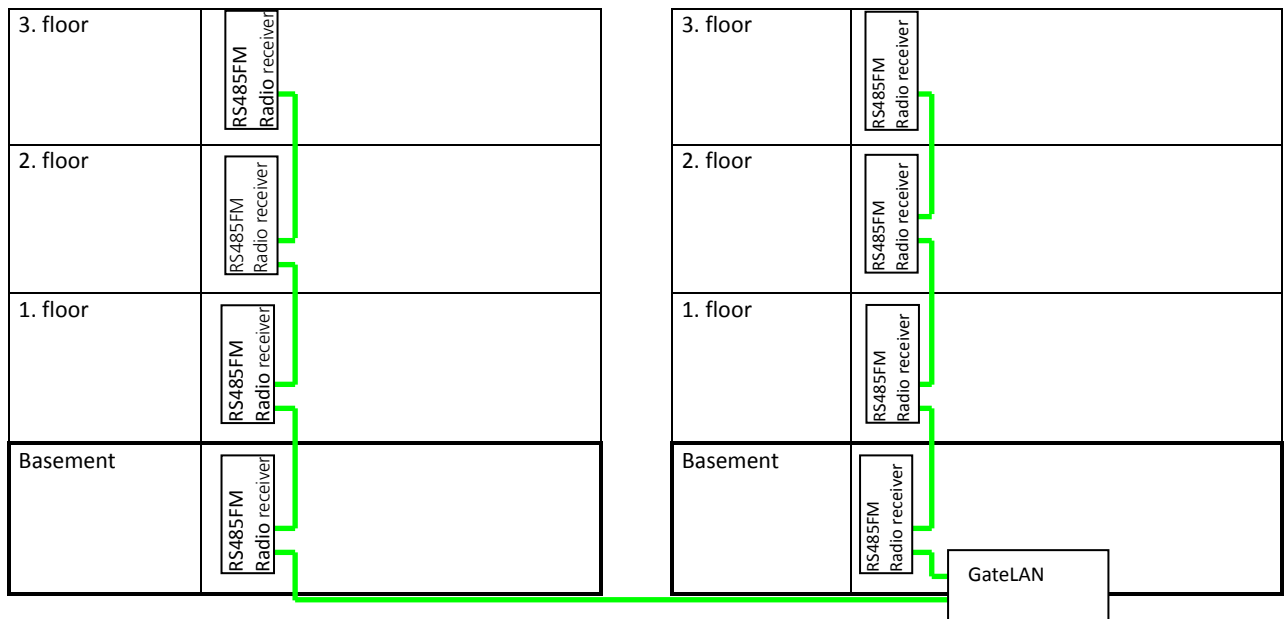 3. floor
RS485FM
Radio receiver
2. floor
RS485FM
Radio receiver
1. floor
RS485FM
Radio receiver
Basement
RS485FM
Radio receiver
3. floor
RS485FM
Radio receiver
2. floor
RS485FM
Radio receiver
1. floor
RS485FM
Radio receiver
Basement
RS485FM
Radio receiver
GateLAN